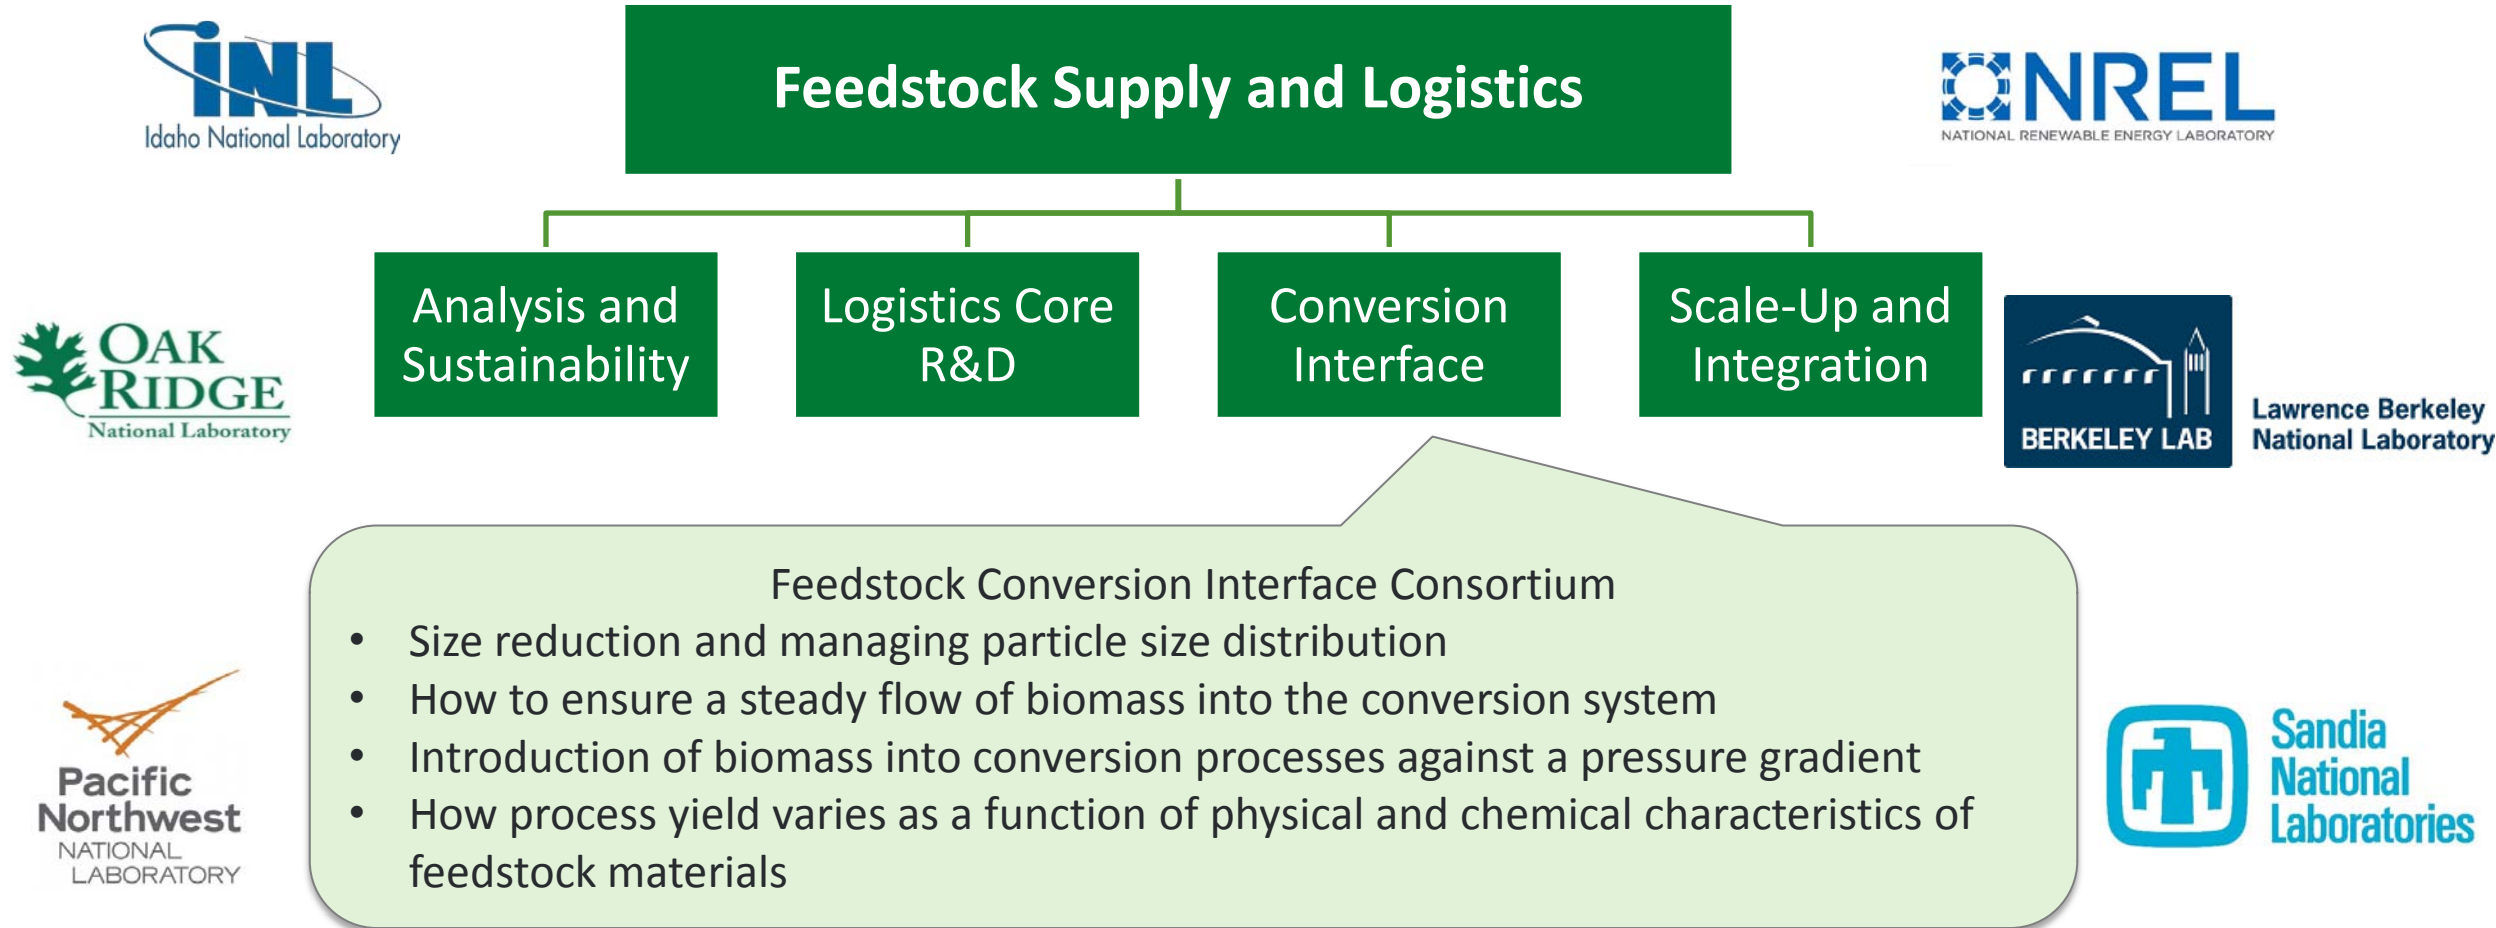 iNL
Idaho National Laboratory
Feedstock Supply and Logistics
NREL
NATIONAL RENEWABLE ENERGY LABORATORY
OAK
RIDGE
National Laboratory
Analysis and
Sustainability
Logistics Core
R&D
Conversion
Interface
Scale-Up and
Integration
BERKELEY LAB
Lawrence Berkeley
National Laboratory
Feedstock Conversion Interface Consortium
• Size reduction and managing particle size distribution
• How to ensure a steady flow of biomass into the conversion system
• Introduction of biomass into conversion processes against a pressure gradient
• How process yield varies as a function of physical and chemical characteristics of
feedstock materials
Pacific
Northwest
NATIONAL
LABORATORY
Sandia
National
Laboratories